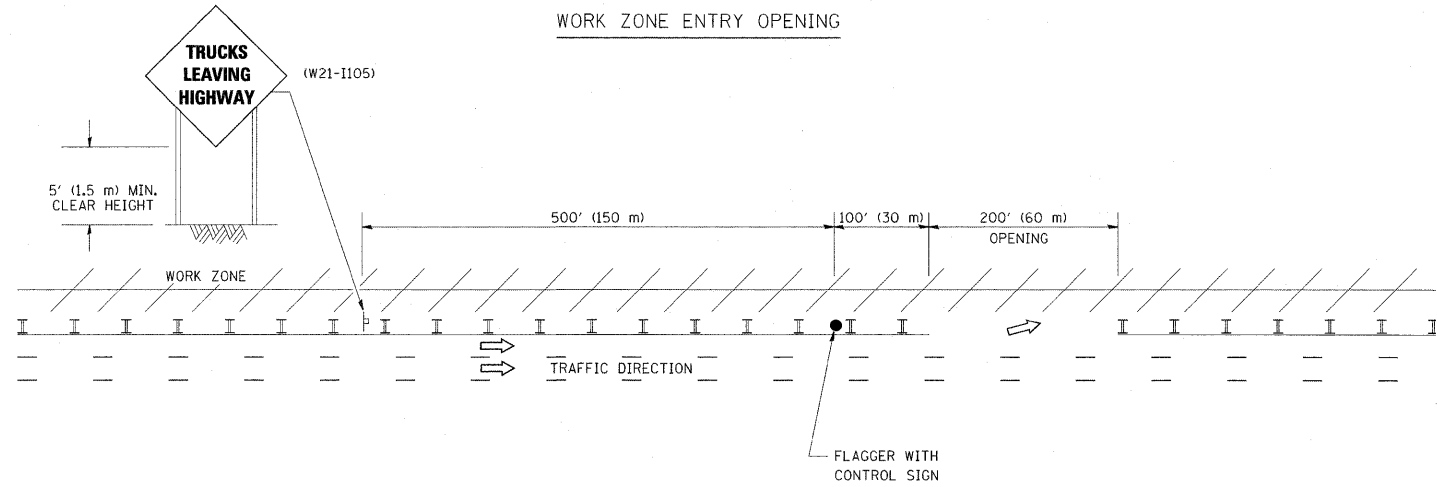 WORK ZONE ENTRY OPENING
TRUCKS
LEAVING
HIGHWAY
(W21-I105)
5' (1.5 m) MIN.
CLEAR HEIGHT
500' (150 m)
100' (30 m)
200' (60 m)
OPENING
WORK ZONE
TRAFFIC DIRECTION
FLAGGER WITH
CONTROL SIGN